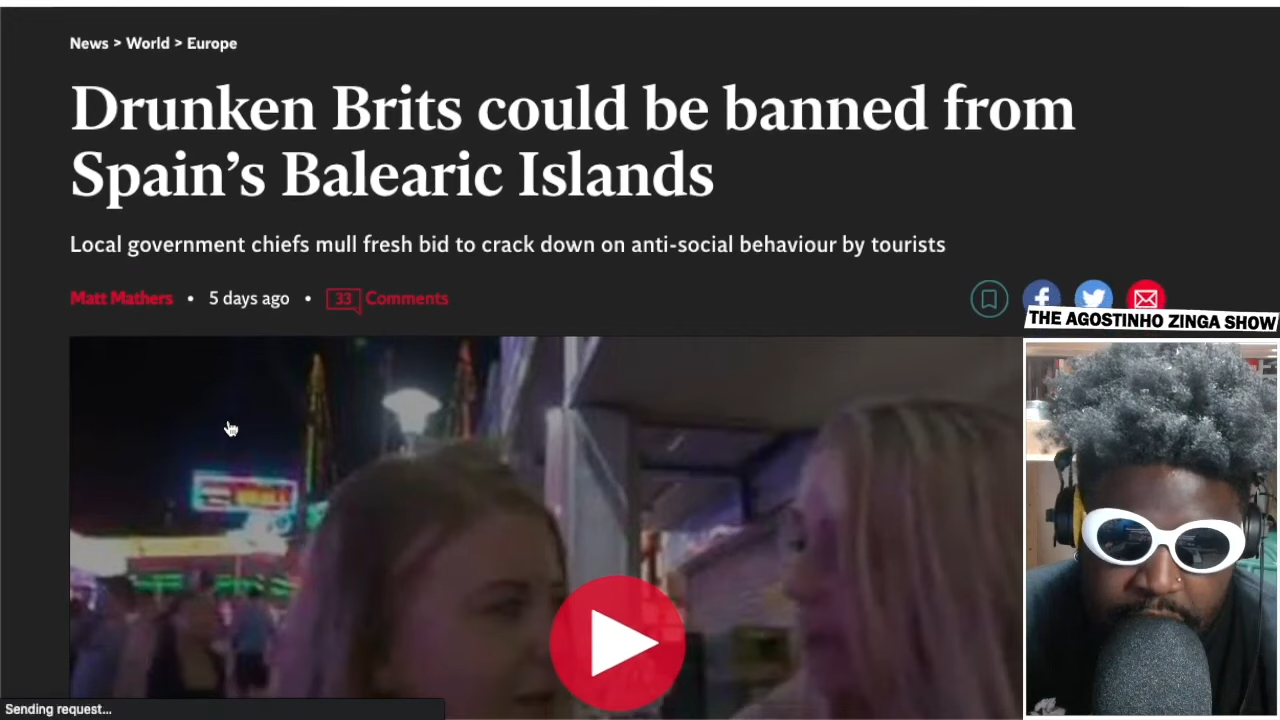 News > World > Europe
Drunken Brits could be banned from
Spain's Balearic Islands
Local government chiefs mull fresh bid to crack down on anti-social behaviour by tourists
Matt Mathers • 5 days ago • 33 Comments
THE AGOSTINHO ZINGA SHOW
Sending request...